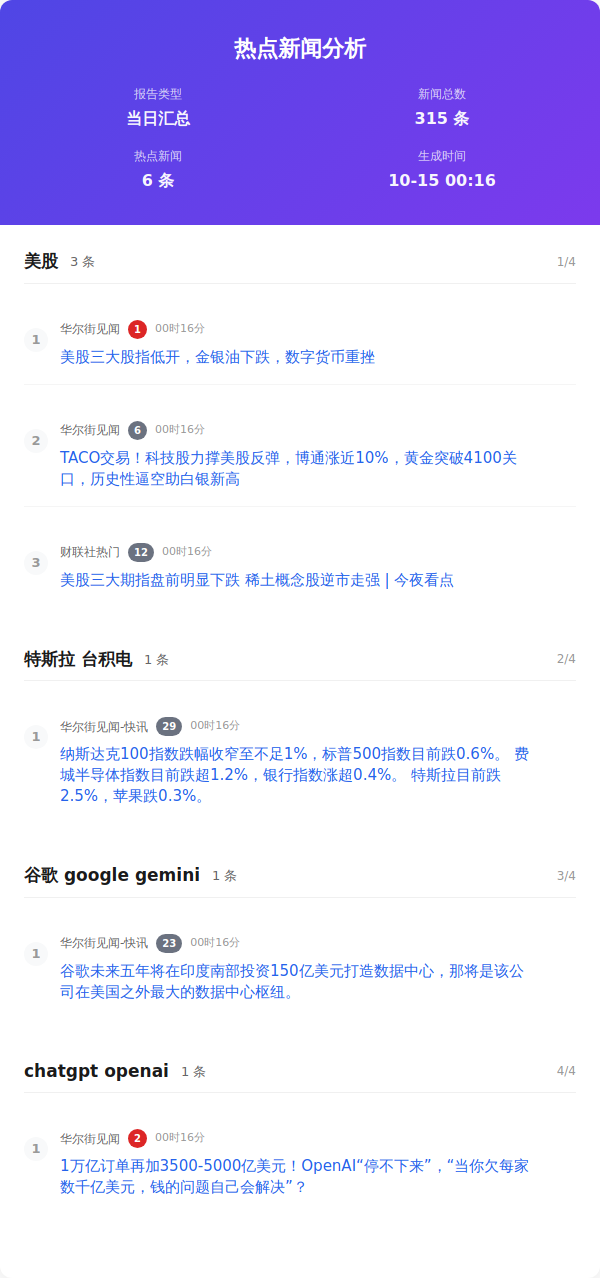 热点新闻分析
报告类型
当日汇总
新闻总数
315 条
热点新闻
6 条
生成时间
10-15 00:16
美股 3 条 1/4
1
华尔街见闻 1 00时16分
美股三大股指低开，金银油下跌，数字货币重挫
2
华尔街见闻 6 00时16分
TACO交易！科技股力撑美股反弹，博通涨近10%，黄金突破4100关
口，历史性逼空助白银新高
3
财联社热门 12 00时16分
美股三大期指盘前明显下跌 稀土概念股逆市走强 | 今夜看点
特斯拉 台积电 1 条 2/4
1
华尔街见闻-快讯 29 00时16分
纳斯达克100指数跌幅收窄至不足1%，标普500指数目前跌0.6%。 费
城半导体指数目前跌超1.2%，银行指数涨超0.4%。 特斯拉目前跌
2.5%，苹果跌0.3%。
谷歌 google gemini 1 条 3/4
1
华尔街见闻-快讯 23 00时16分
谷歌未来五年将在印度南部投资150亿美元打造数据中心，那将是该公
司在美国之外最大的数据中心枢纽。
chatgpt openai 1 条 4/4
1
华尔街见闻 2 00时16分
1万亿订单再加3500-5000亿美元！OpenAI“停不下来”，“当你欠每家
数千亿美元，钱的问题自己会解决”？